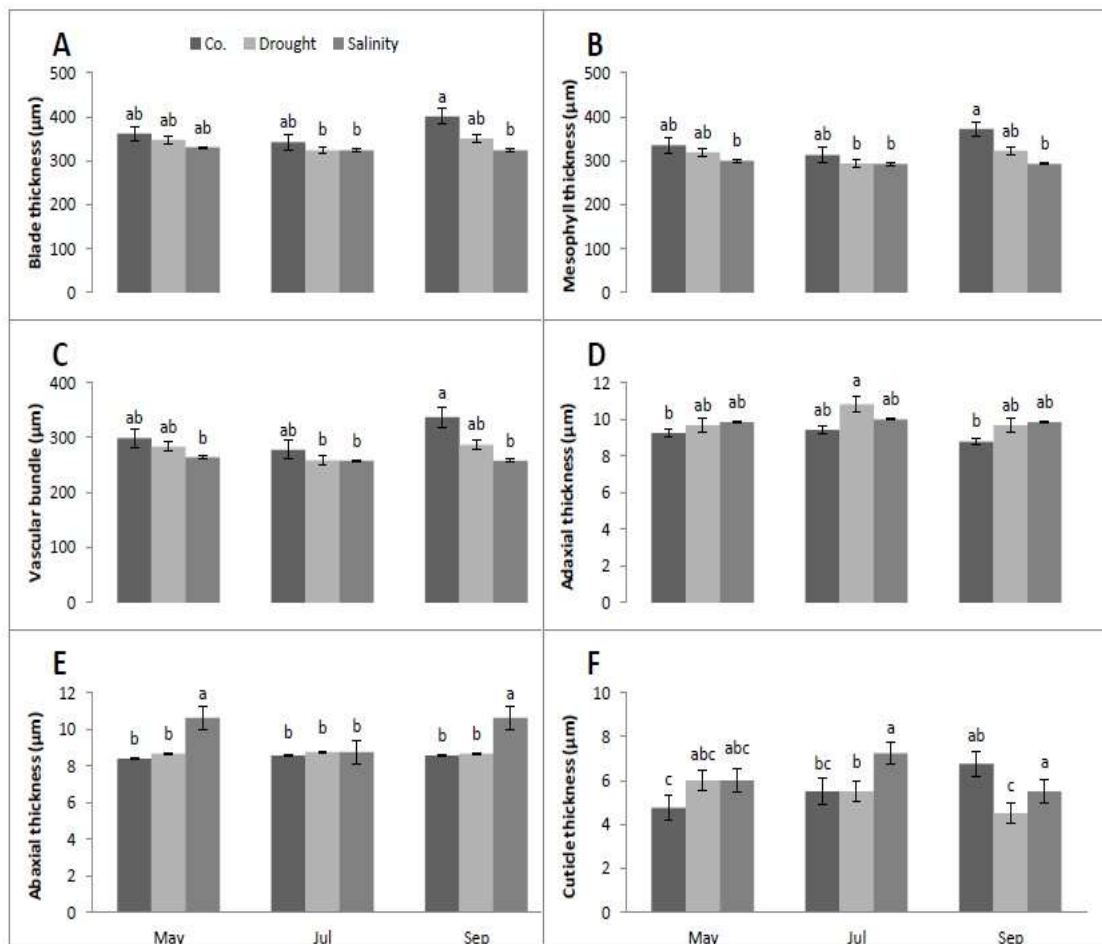 A
Co. Drought Salinity
Blade thickness (µm)
500
400
300
200
100
0
ab ab ab
ab b b
a ab b
B
Mesophyll thickness (µm)
500
400
300
200
100
0
ab ab b
ab b b
a ab b
C
Vascular bundle (µm)
400
300
200
100
0
ab ab b
ab b b
a ab b
D
Adaxial thickness (µm)
12
10
8
6
4
2
0
b ab ab
ab a ab
b ab ab
E
Abaxial thickness (µm)
12
10
8
6
4
2
0
b b a
b b b
b b a
May Jul Sep
F
Cuticle thickness (µm)
10
8
6
4
2
0
c abc abc
bc b a
ab c a
May Jul Sep